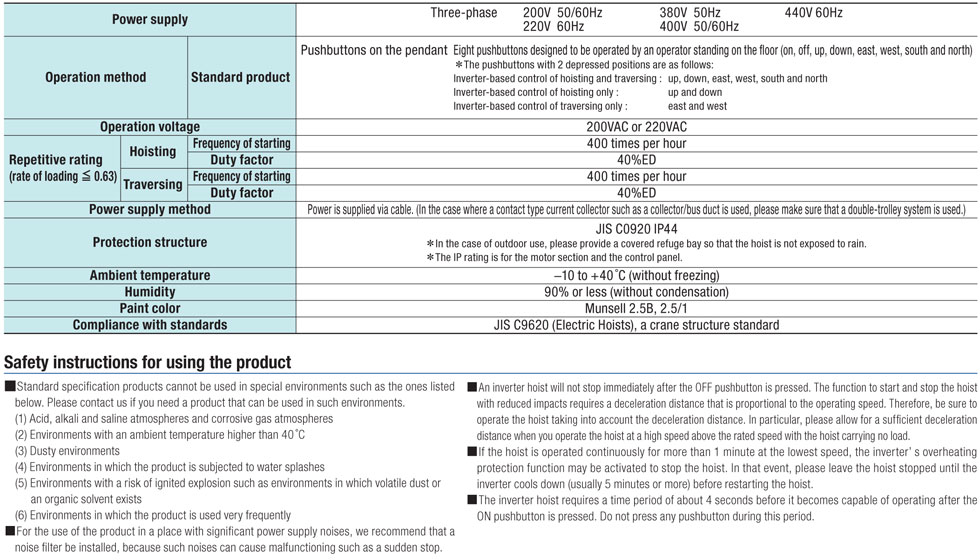 Power supply Three-phase 200V 50/60Hz 380V 50Hz 440V 60Hz
220V 60Hz 400V 50/60Hz
Operation method Standard product Pushbuttons on the pendant Eight pushbuttons designed to be operated by an operator standing on the floor (on, off, up, down, east, west, south and north)
＊The pushbuttons with 2 depressed positions are as follows:
Inverter-based control of hoisting and traversing : up, down, east, west, south and north
Inverter-based control of hoisting only : up and down
Inverter-based control of traversing only : east and west
Operation voltage 200VAC or 220VAC
Repetitive rating (rate of loading ≦ 0.63) Hoisting Frequency of starting 400 times per hour
Duty factor 40%ED
Traversing Frequency of starting 400 times per hour
Duty factor 40%ED
Power supply method Power is supplied via cable. (In the case where a contact type current collector such as a collector/bus duct is used, please make sure that a double-trolley system is used.)
Protection structure JIS C0920 IP44
＊In the case of outdoor use, please provide a covered refuge bay so that the hoist is not exposed to rain.
＊The IP rating is for the motor section and the control panel.
Ambient temperature –10 to +40˚C (without freezing)
Humidity 90% or less (without condensation)
Paint color Munsell 2.5B, 2.5/1
Compliance with standards JIS C9620 (Electric Hoists), a crane structure standard
Safety instructions for using the product
■Standard specification products cannot be used in special environments such as the ones listed
below. Please contact us if you need a product that can be used in such environments.
(1) Acid, alkali and saline atmospheres and corrosive gas atmospheres
(2) Environments with an ambient temperature higher than 40˚C
(3) Dusty environments
(4) Environments in which the product is subjected to water splashes
(5) Environments with a risk of ignited explosion such as environments in which volatile dust or
an organic solvent exists
(6) Environments in which the product is used very frequently
■For the use of the product in a place with significant power supply noises, we recommend that a
noise filter be installed, because such noises can cause malfunctioning such as a sudden stop.
■An inverter hoist will not stop immediately after the OFF pushbutton is pressed. The function to start and stop the hoist
with reduced impacts requires a deceleration distance that is proportional to the operating speed. Therefore, be sure to
operate the hoist taking into account the deceleration distance. In particular, please allow for a sufficient deceleration
distance when you operate the hoist at a high speed above the rated speed with the hoist carrying no load.
■If the hoist is operated continuously for more than 1 minute at the lowest speed, the inverter' s overheating
protection function may be activated to stop the hoist. In that event, please leave the hoist stopped until the
inverter cools down (usually 5 minutes or more) before restarting the hoist.
■The inverter hoist requires a time period of about 4 seconds before it becomes capable of operating after the
ON pushbutton is pressed. Do not press any pushbutton during this period.